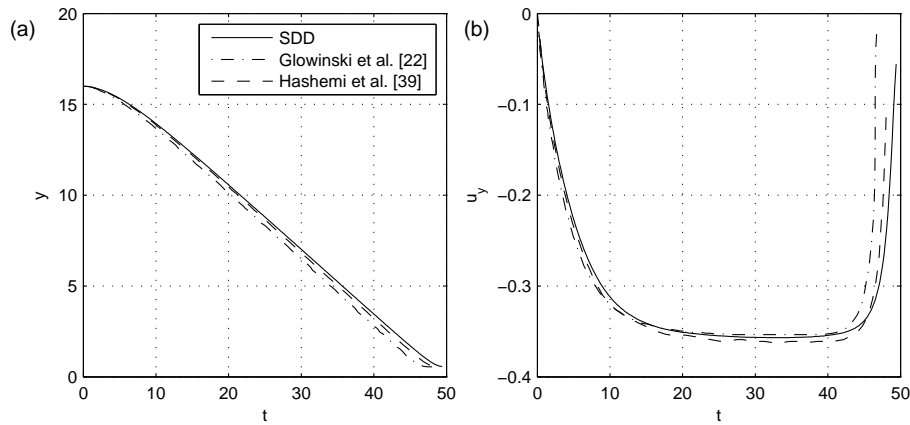 (a)
20
15
10
5
0
y
0 10 20 30 40 50
t
SDD
Glowinski et al. [22]
Hashemi et al. [39]
(b)
0
−0.1
−0.2
−0.3
−0.4
u_y
0 10 20 30 40 50
t